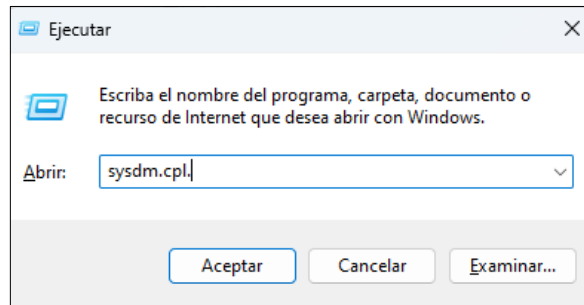 Ejecutar
Escriba el nombre del programa, carpeta, documento o
recurso de Internet que desea abrir con Windows.
Abrir: sysdm.cpl.
Aceptar Cancelar Examinar...